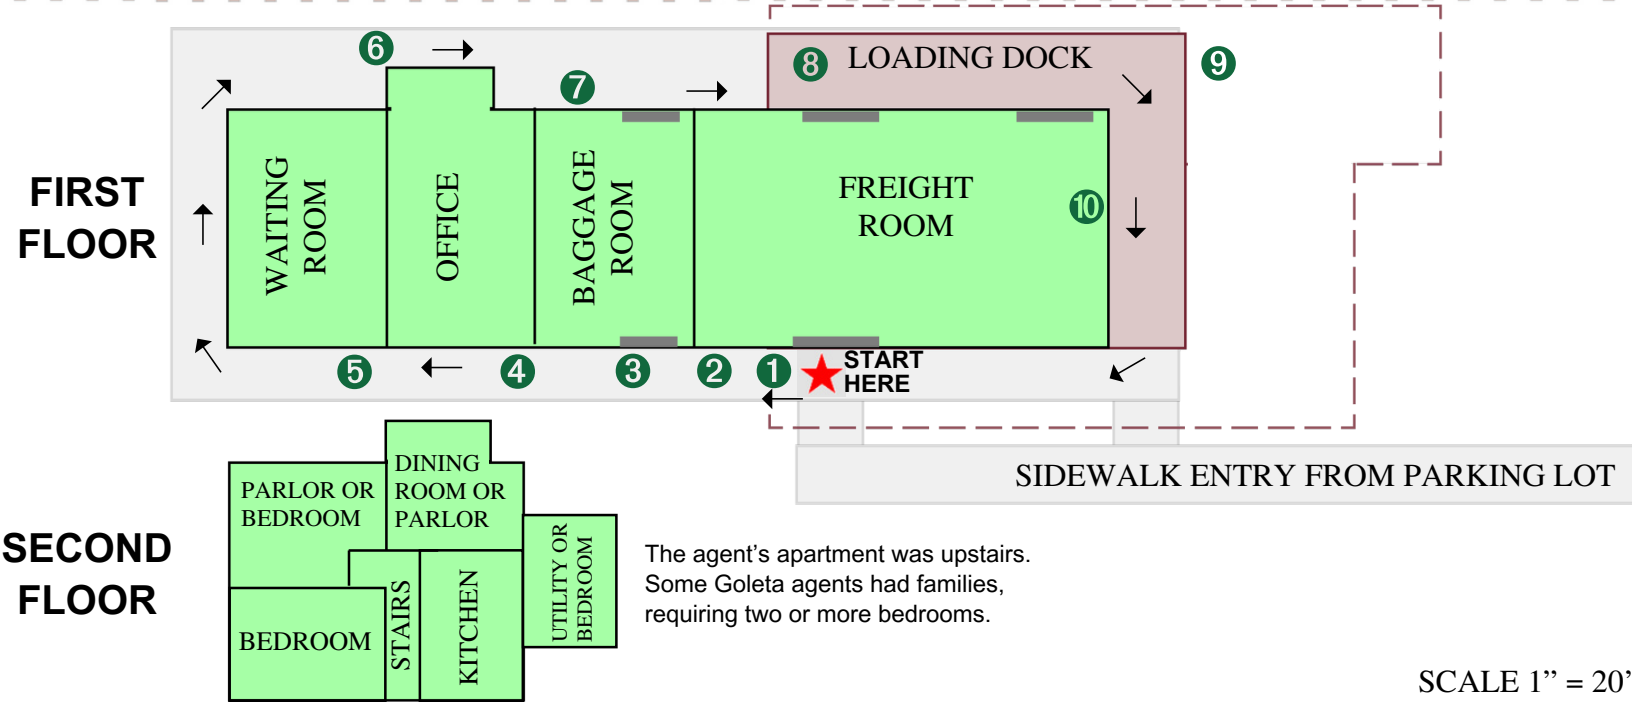 6
7
8
LOADING DOCK
9
FIRST
FLOOR
WAITING
ROOM
OFFICE
BAGGAGE
ROOM
FREIGHT
ROOM
10
5
4
3
2
1
START
HERE
SIDEWALK ENTRY FROM PARKING LOT
SECOND
FLOOR
PARLOR OR
BEDROOM
DINING
ROOM OR
PARLOR
BEDROOM
STAIRS
KITCHEN
UTILITY OR
BEDROOM
The agent’s apartment was upstairs.
Some Goleta agents had families,
requiring two or more bedrooms.
SCALE 1” = 20’